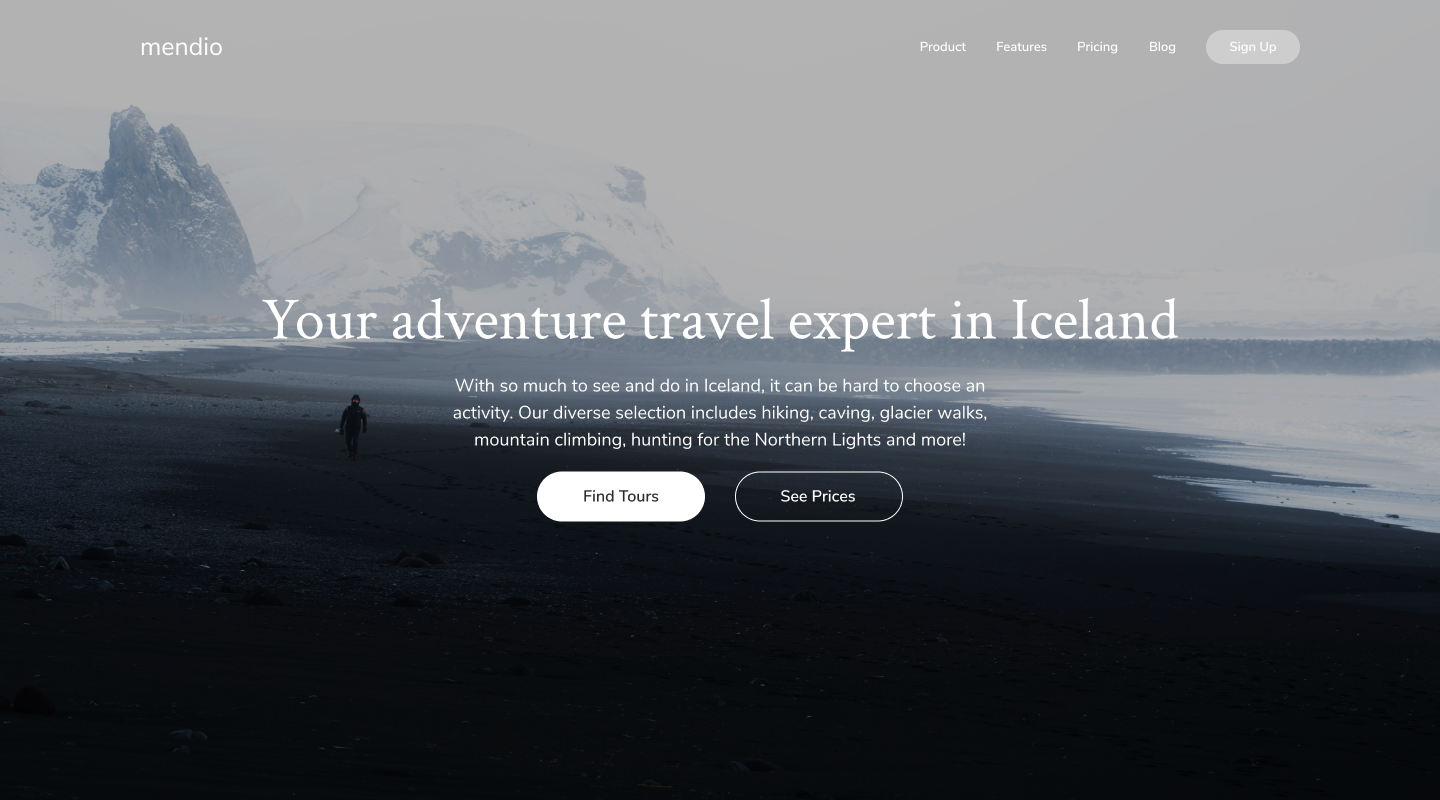 mendio
Product
Features
Pricing
Blog
Sign Up
Your adventure travel expert in Iceland
With so much to see and do in Iceland, it can be hard to choose an
activity. Our diverse selection includes hiking, caving, glacier walks,
mountain climbing, hunting for the Northern Lights and more!
Find Tours
See Prices